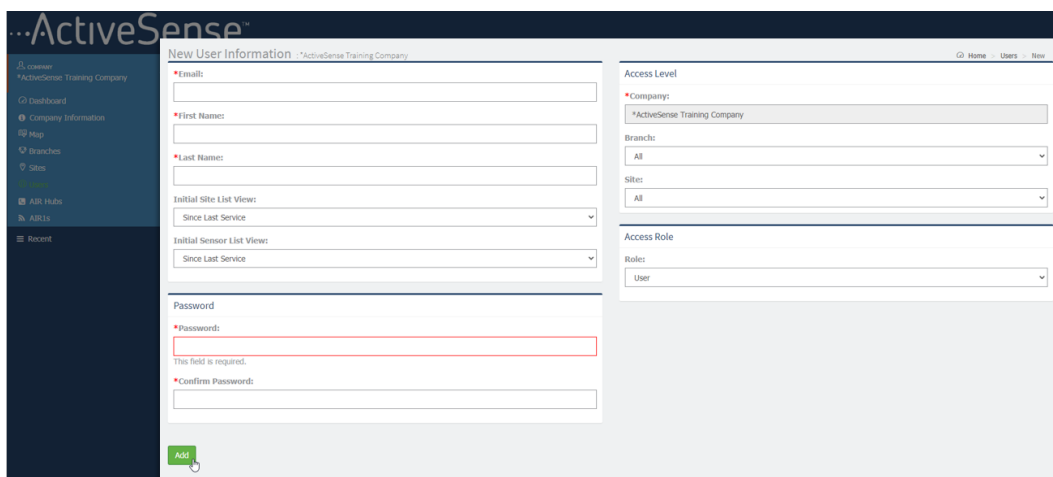 ···ActiveSense™
COMPANY
*ActiveSense Training Company
Dashboard
Company Information
Map
Branches
Sites
Users
AIR Hubs
AIR1s
Recent
New User Information : *ActiveSense Training Company
Home > Users > New
*Email:
*First Name:
*Last Name:
Initial Site List View:
Since Last Service
Initial Sensor List View:
Since Last Service
Password
*Password:
This field is required.
*Confirm Password:
Add
Access Level
*Company:
*ActiveSense Training Company
Branch:
All
Site:
All
Access Role
Role:
User